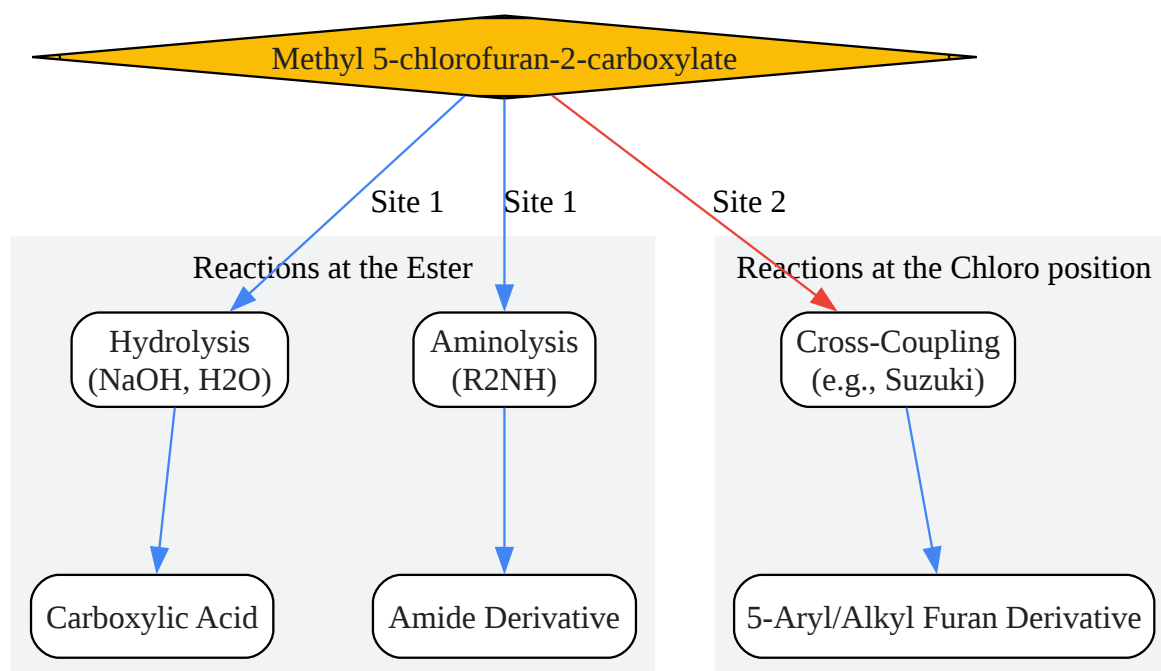 Methyl 5-chlorofuran-2-carboxylate
Site 1
Site 1
Site 2
Reactions at the Ester
Reactions at the Chloro position
Hydrolysis
(NaOH, H2O)
Aminolysis
(R2NH)
Cross-Coupling
(e.g., Suzuki)
Carboxylic Acid
Amide Derivative
5-Aryl/Alkyl Furan Derivative